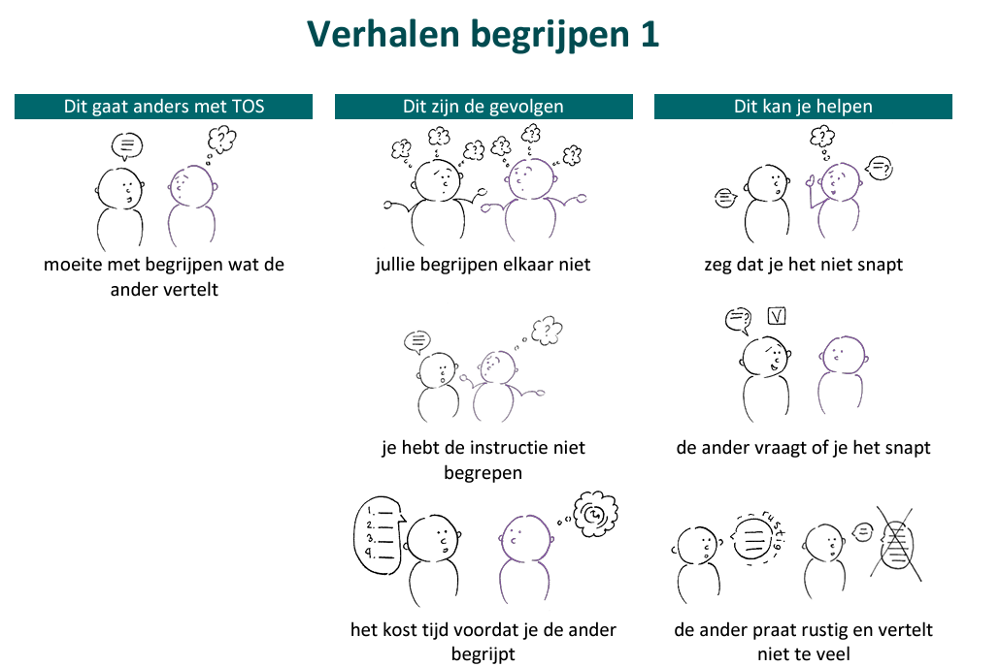 Verhalen begrijpen 1
Dit gaat anders met TOS
moeite met begrijpen wat de
ander vertelt
Dit zijn de gevolgen
? ? ? ? ? ?
jullie begrijpen elkaar niet
?
je hebt de instructie niet
begrepen
1.
2.
3.
4.
het kost tijd voordat je de ander
begrijpt
Dit kan je helpen
?
?
zeg dat je het niet snapt
?
de ander vraagt of je het snapt
rustig
de ander praat rustig en vertelt
niet te veel